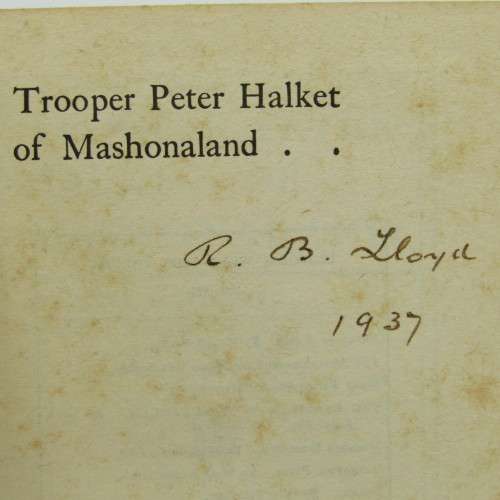 Trooper Peter Halket
of Mashonaland . .
R. B. Lloyd
1937